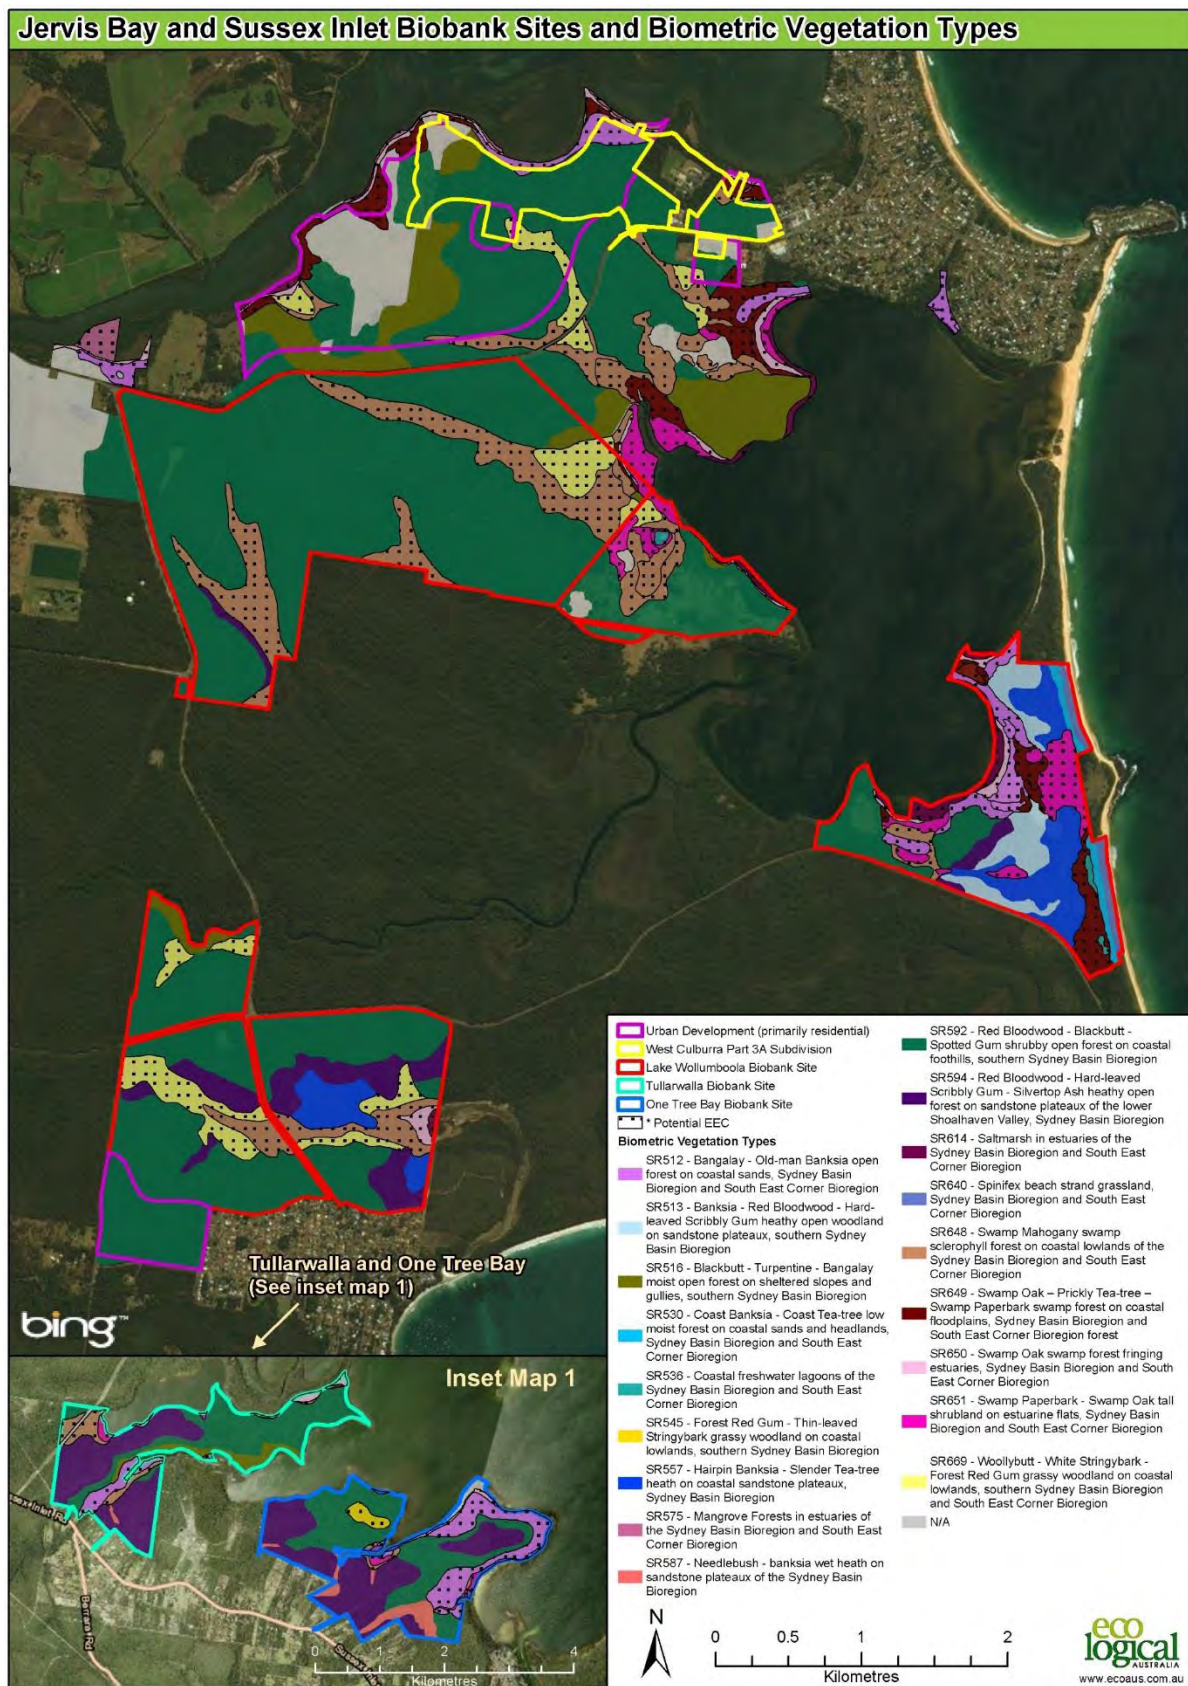 Jervis Bay and Sussex Inlet Biobank Sites and Biometric Vegetation Types
Tullarwalla and One Tree Bay
(See inset map 1)
bing™
Inset Map 1
Berrara Rd
0 1 2 4
Kilometres
Urban Development (primarily residential)
West Culburra Part 3A Subdivision
Lake Wollumboola Biobank Site
Tullarwalla Biobank Site
One Tree Bay Biobank Site
* Potential EEC
Biometric Vegetation Types
SR512 - Bangalay - Old-man Banksia open
forest on coastal sands, Sydney Basin
Bioregion and South East Corner Bioregion
SR513 - Banksia - Red Bloodwood - Hard-
leaved Scribbly Gum heathy open woodland
on sandstone plateaux, southern Sydney
Basin Bioregion
SR516 - Blackbutt - Turpentine - Bangalay
moist open forest on sheltered slopes and
gullies, southern Sydney Basin Bioregion
SR530 - Coast Banksia - Coast Tea-tree low
moist forest on coastal sands and headlands,
Sydney Basin Bioregion and South East
Corner Bioregion
SR536 - Coastal freshwater lagoons of the
Sydney Basin Bioregion and South East
Corner Bioregion
SR545 - Forest Red Gum - Thin-leaved
Stringybark grassy woodland on coastal
lowlands, southern Sydney Basin Bioregion
SR557 - Hairpin Banksia - Slender Tea-tree
heath on coastal sandstone plateaux,
Sydney Basin Bioregion
SR575 - Mangrove Forests in estuaries of
the Sydney Basin Bioregion and South East
Corner Bioregion
SR587 - Needlebush - banksia wet heath on
sandstone plateaux of the Sydney Basin
Bioregion
SR592 - Red Bloodwood - Blackbutt -
Spotted Gum shrubby open forest on coastal
foothills, southern Sydney Basin Bioregion
SR594 - Red Bloodwood - Hard-leaved
Scribbly Gum - Silvertop Ash heathy open
forest on sandstone plateaux of the lower
Shoalhaven Valley, Sydney Basin Bioregion
SR614 - Saltmarsh in estuaries of the
Sydney Basin Bioregion and South East
Corner Bioregion
SR640 - Spinifex beach strand grassland,
Sydney Basin Bioregion and South East
Corner Bioregion
SR648 - Swamp Mahogany swamp
sclerophyll forest on coastal lowlands of the
Sydney Basin Bioregion and South East
Corner Bioregion
SR649 - Swamp Oak – Prickly Tea-tree –
Swamp Paperbark swamp forest on coastal
floodplains, Sydney Basin Bioregion and
South East Corner Bioregion forest
SR650 - Swamp Oak swamp forest fringing
estuaries, Sydney Basin Bioregion and South
East Corner Bioregion
SR651 - Swamp Paperbark - Swamp Oak tall
shrubland on estuarine flats, Sydney Basin
Bioregion and South East Corner Bioregion
SR669 - Woollybutt - White Stringybark -
Forest Red Gum grassy woodland on coastal
lowlands, southern Sydney Basin Bioregion
and South East Corner Bioregion
N/A
N
0 0.5 1 2
Kilometres
eco
logical
AUSTRALIA
www.ecoaus.com.au